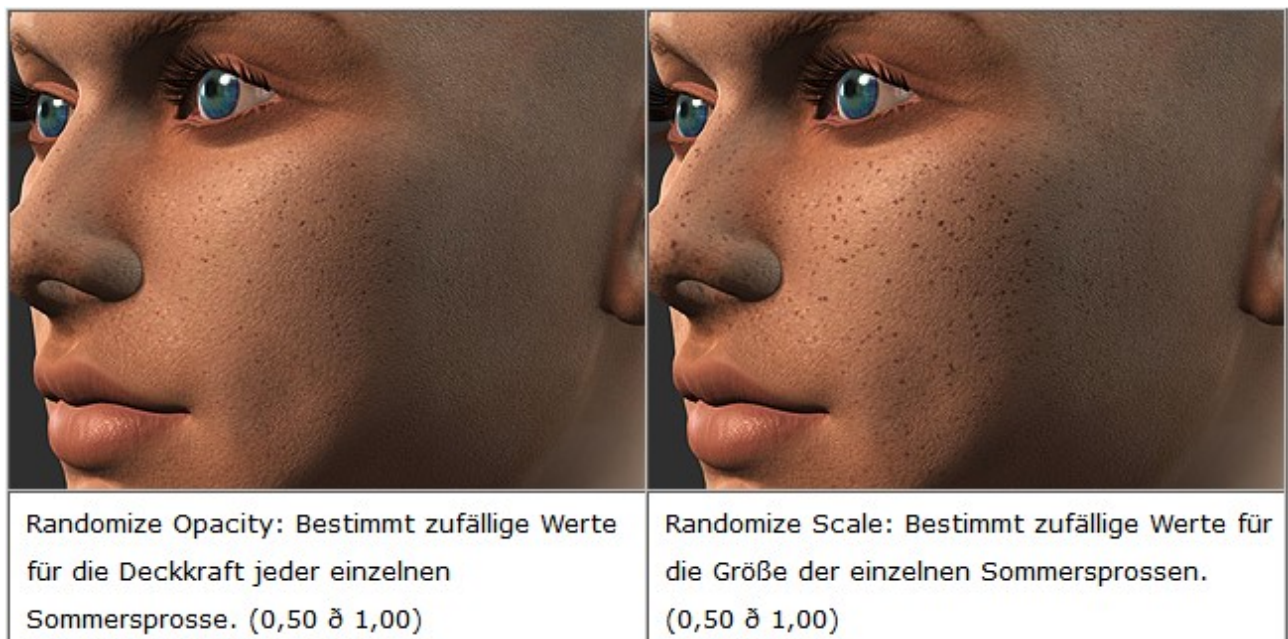 Randomize Opacity: Bestimmt zufällige Werte
für die Deckkraft jeder einzelnen
Sommersprosse. (0,50 ð 1,00)
Randomize Scale: Bestimmt zufällige Werte für
die Größe der einzelnen Sommersprossen.
(0,50 ð 1,00)